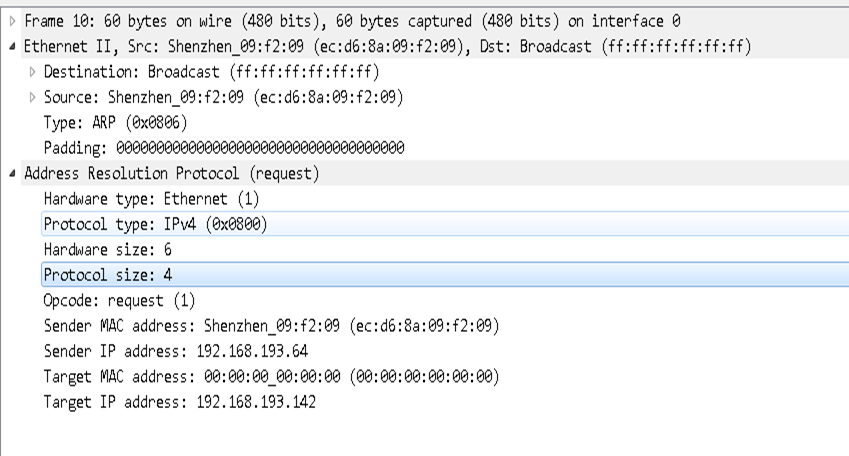 Frame 10: 60 bytes on wire (480 bits), 60 bytes captured (480 bits) on interface 0
Ethernet II, Src: Shenzhen_09:f2:09 (ec:d6:8a:09:f2:09), Dst: Broadcast (ff:ff:ff:ff:ff:ff)
Destination: Broadcast (ff:ff:ff:ff:ff:ff)
Source: Shenzhen_09:f2:09 (ec:d6:8a:09:f2:09)
Type: ARP (0x0806)
Padding: 000000000000000000000000000000000000
Address Resolution Protocol (request)
Hardware type: Ethernet (1)
Protocol type: IPv4 (0x0800)
Hardware size: 6
Protocol size: 4
Opcode: request (1)
Sender MAC address: Shenzhen_09:f2:09 (ec:d6:8a:09:f2:09)
Sender IP address: 192.168.193.64
Target MAC address: 00:00:00_00:00:00 (00:00:00:00:00:00)
Target IP address: 192.168.193.142